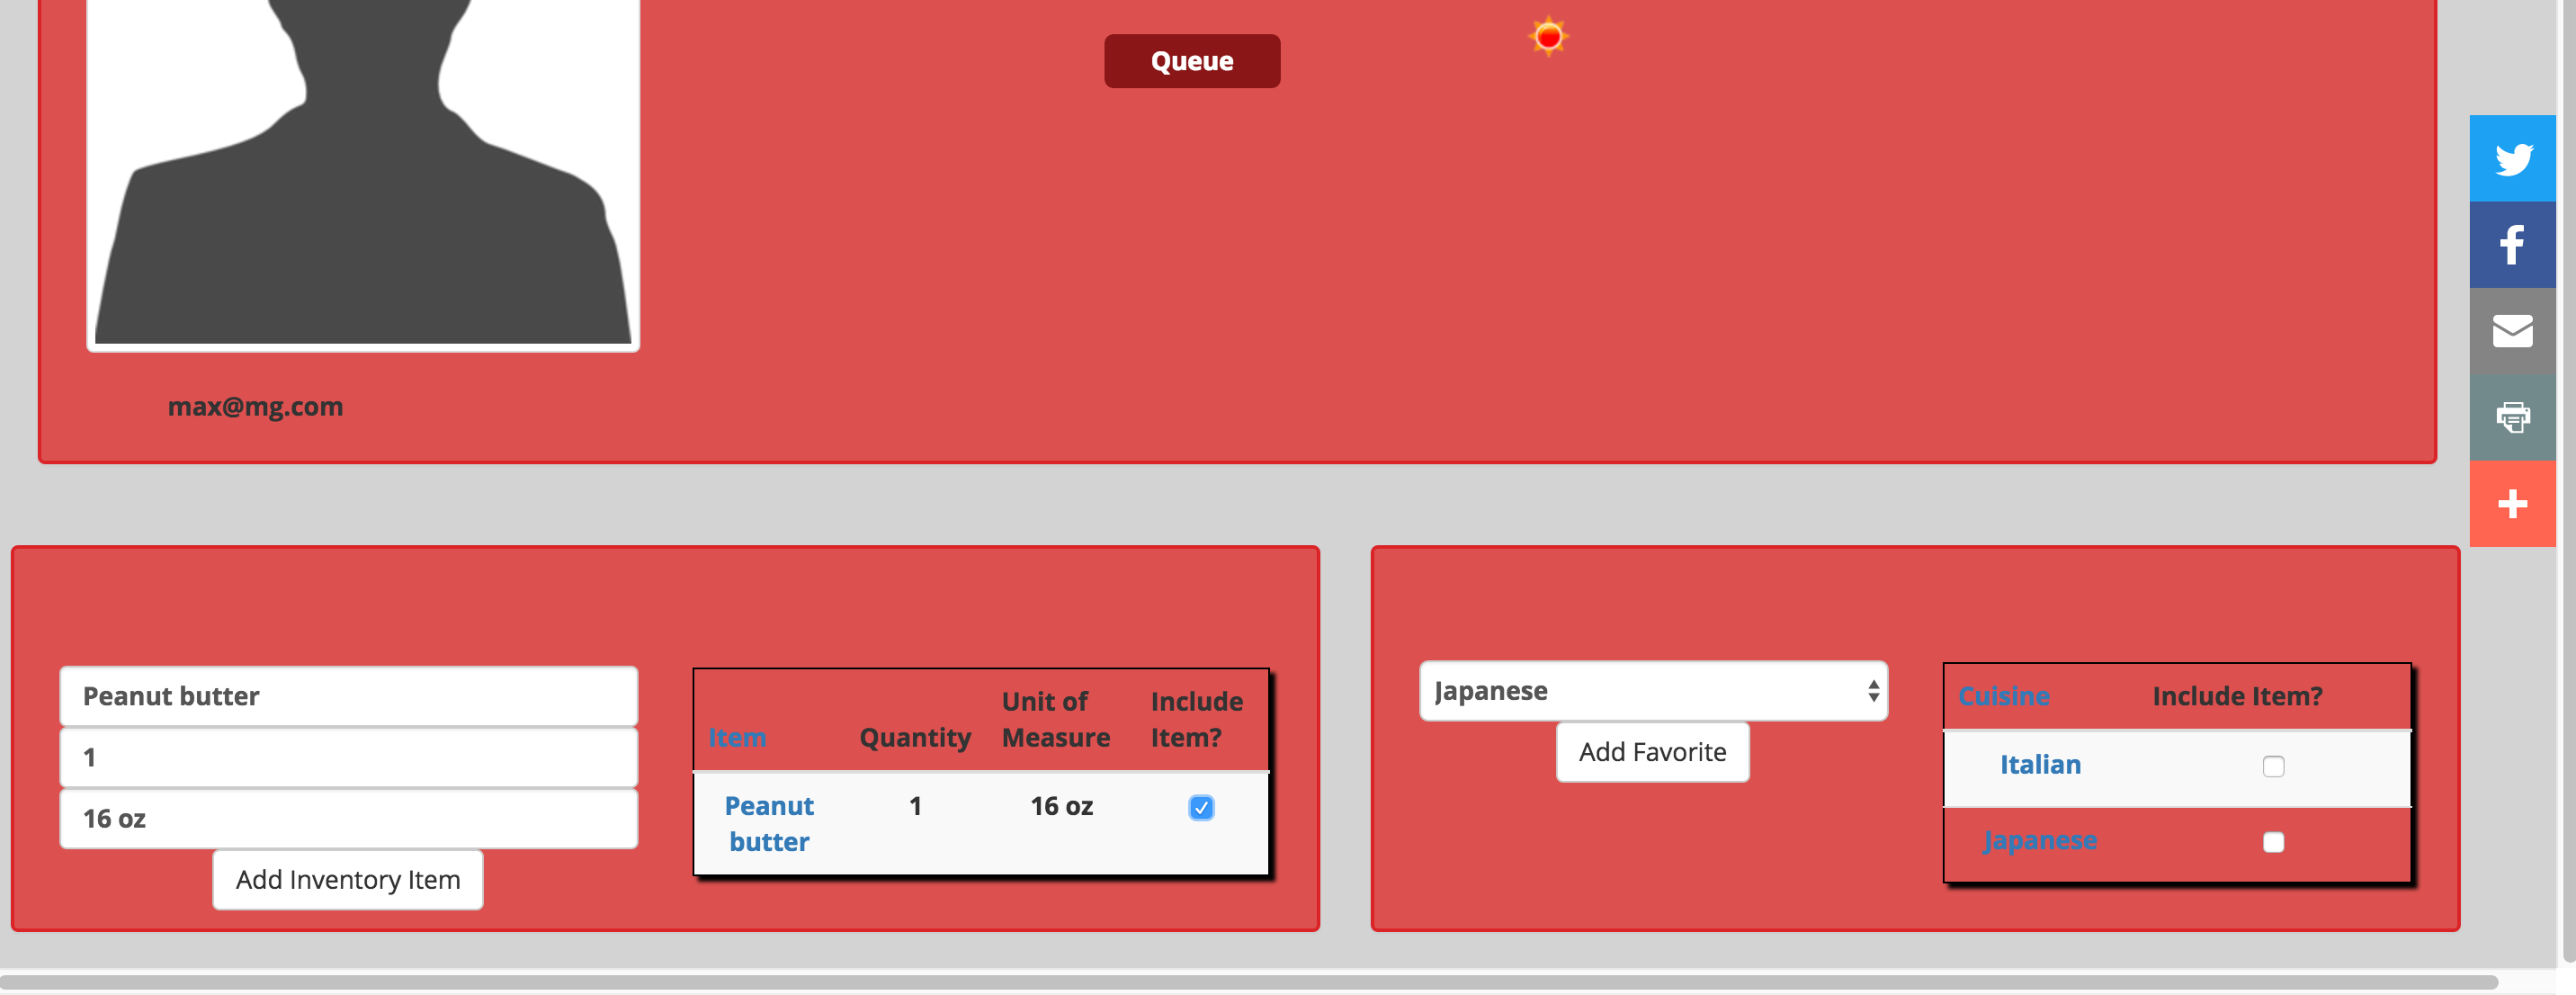 Queue
max@mg.com
Peanut butter
1
16 oz
Add Inventory Item
Item Quantity Unit of Measure Include Item?
Peanut butter 1 16 oz
Japanese
Add Favorite
Cuisine Include Item?
Italian
Japanese